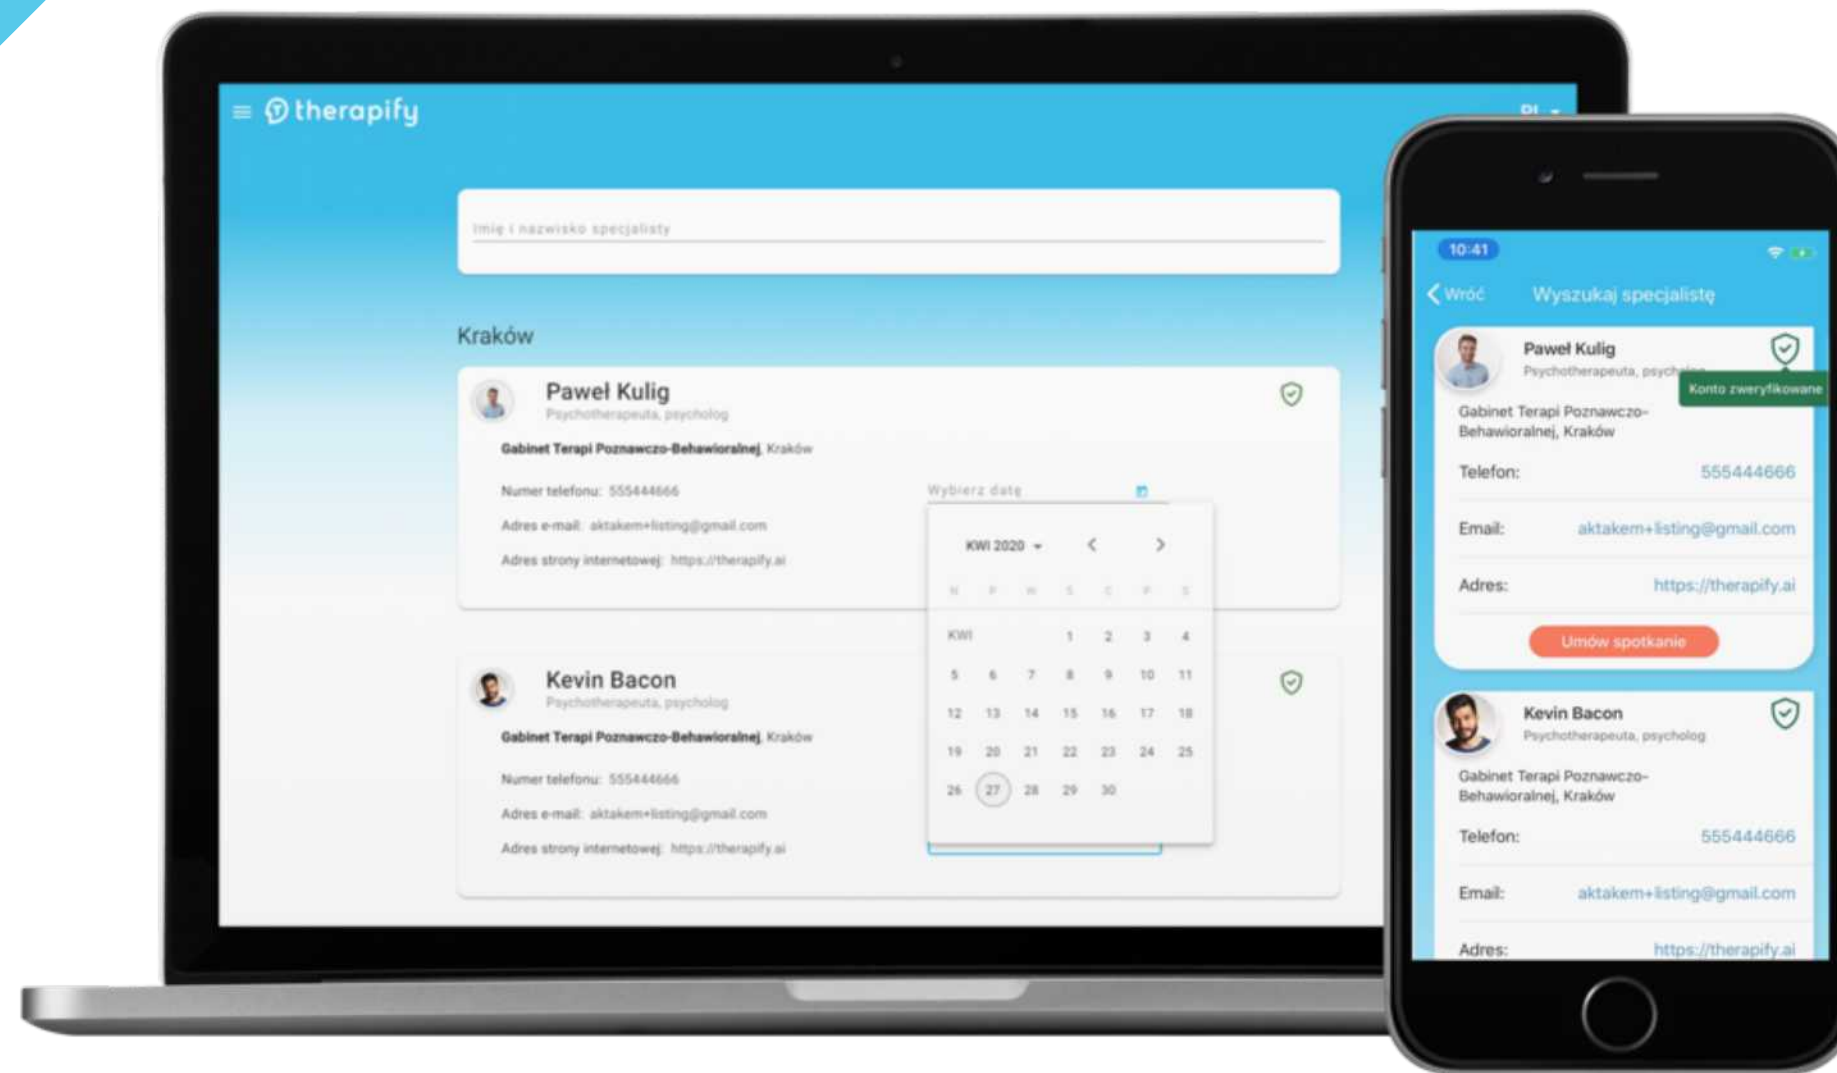 therapify
PL
Imię i nazwisko specjalisty
Kraków
Paweł Kulig
Psychotherapeuta, psycholog
Gabinet Terapi Poznawczo-Behawioralnej, Kraków
Numer telefonu: 555444666
Adres e-mail: aktakem+listing@gmail.com
Adres strony internetowej: https://therapify.ai
Wybierz datę
KWI 2020
N P W S C P S
KWI 1 2 3 4
5 6 7 8 9 10 11
12 13 14 15 16 17 18
19 20 21 22 23 24 25
26 27 28 29 30
Kevin Bacon
Psychotherapeuta, psycholog
Gabinet Terapi Poznawczo-Behawioralnej, Kraków
Numer telefonu: 555444666
Adres e-mail: aktakem+listing@gmail.com
Adres strony internetowej: https://therapify.ai
10:41
Wróć Wyszukaj specjalistę
Paweł Kulig
Psychotherapeuta,
Konto zweryfikowane
Gabinet Terapi Poznawczo-
Behawioralnej, Kraków
Telefon: 555444666
Email: aktakem+listing@gmail.com
Adres: https://therapify.ai
Umów spotkanie
Kevin Bacon
Psychotherapeuta, psycholog
Gabinet Terapi Poznawczo-
Behawioralnej, Kraków
Telefon: 555444666
Email: aktakem+listing@gmail.com
Adres: https://therapify.ai